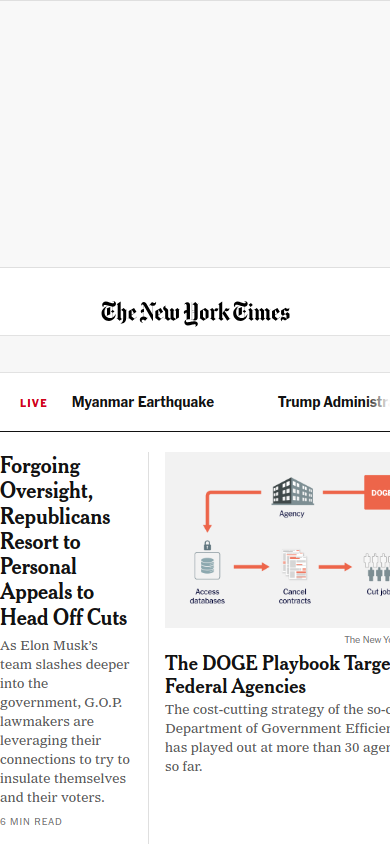 The New York Times
LIVE
Myanmar Earthquake
Trump Administr
Forgoing
Oversight,
Republicans
Resort to
Personal
Appeals to
Head Off Cuts
As Elon Musk's
team slashes deeper
into the
government, G.O.P.
lawmakers are
leveraging their
connections to try to
insulate themselves
and their voters.
6 MIN READ
DOGE
Agency
Access
databases
Cancel
contracts
Cut job
The New Yo
The DOGE Playbook Targe
Federal Agencies
The cost-cutting strategy of the so-c
Department of Government Efficien
has played out at more than 30 agen
so far.